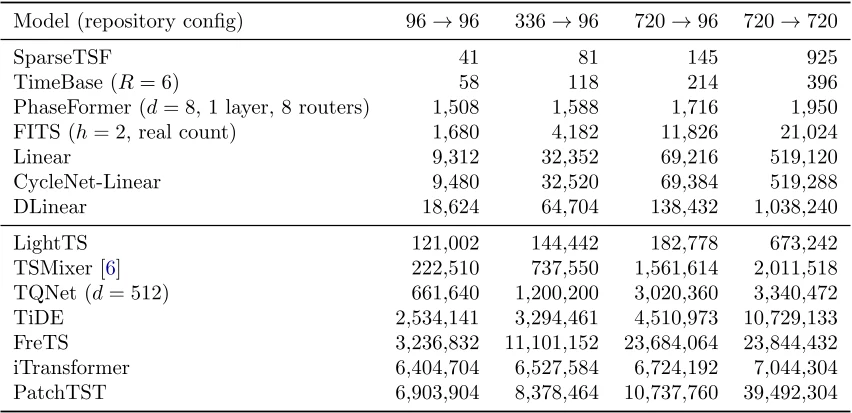 Model (repository config) 96 → 96 336 → 96 720 → 96 720 → 720
SparseTSF 41 81 145 925
TimeBase (R = 6) 58 118 214 396
PhaseFormer (d = 8, 1 layer, 8 routers) 1,508 1,588 1,716 1,950
FITS (h = 2, real count) 1,680 4,182 11,826 21,024
Linear 9,312 32,352 69,216 519,120
CycleNet-Linear 9,480 32,520 69,384 519,288
DLinear 18,624 64,704 138,432 1,038,240
LightTS 121,002 144,442 182,778 673,242
TSMixer [6] 222,510 737,550 1,561,614 2,011,518
TQNet (d = 512) 661,640 1,200,200 3,020,360 3,340,472
TiDE 2,534,141 3,294,461 4,510,973 10,729,133
FreTS 3,236,832 11,101,152 23,684,064 23,844,432
iTransformer 6,404,704 6,527,584 6,724,192 7,044,304
PatchTST 6,903,904 8,378,464 10,737,760 39,492,304